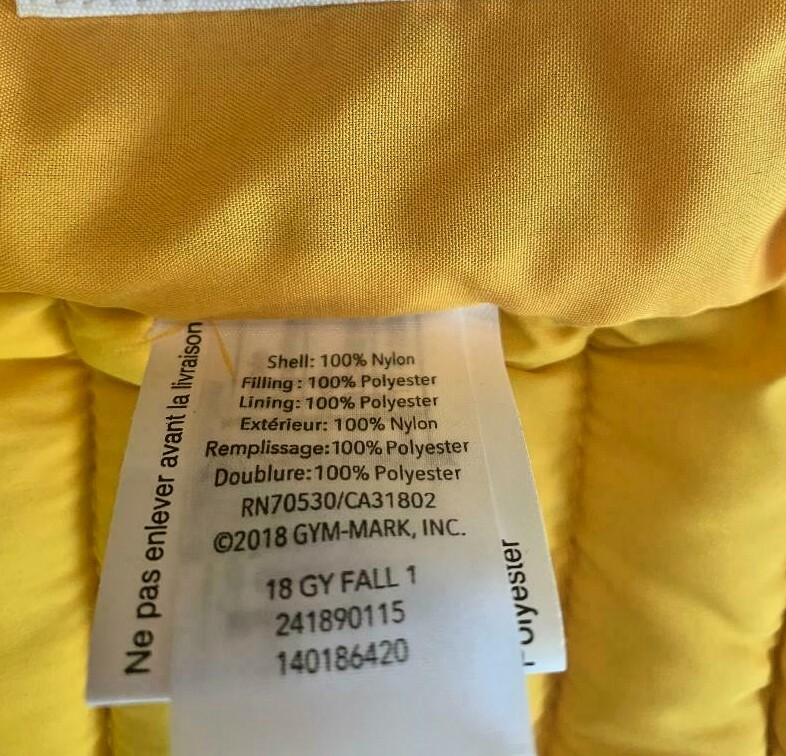 Shell: 100% Nylon
Filling : 100% Polyester
Lining: 100% Polyester
Extérieur: 100% Nylon
Remplissage:100% Polyester
Doublure:100% Polyester
RN70530/CA31802
©2018 GYM-MARK, INC.
18 GY FALL 1
241890115
140186420
Ne pas enlever avant la livraison
Polyester